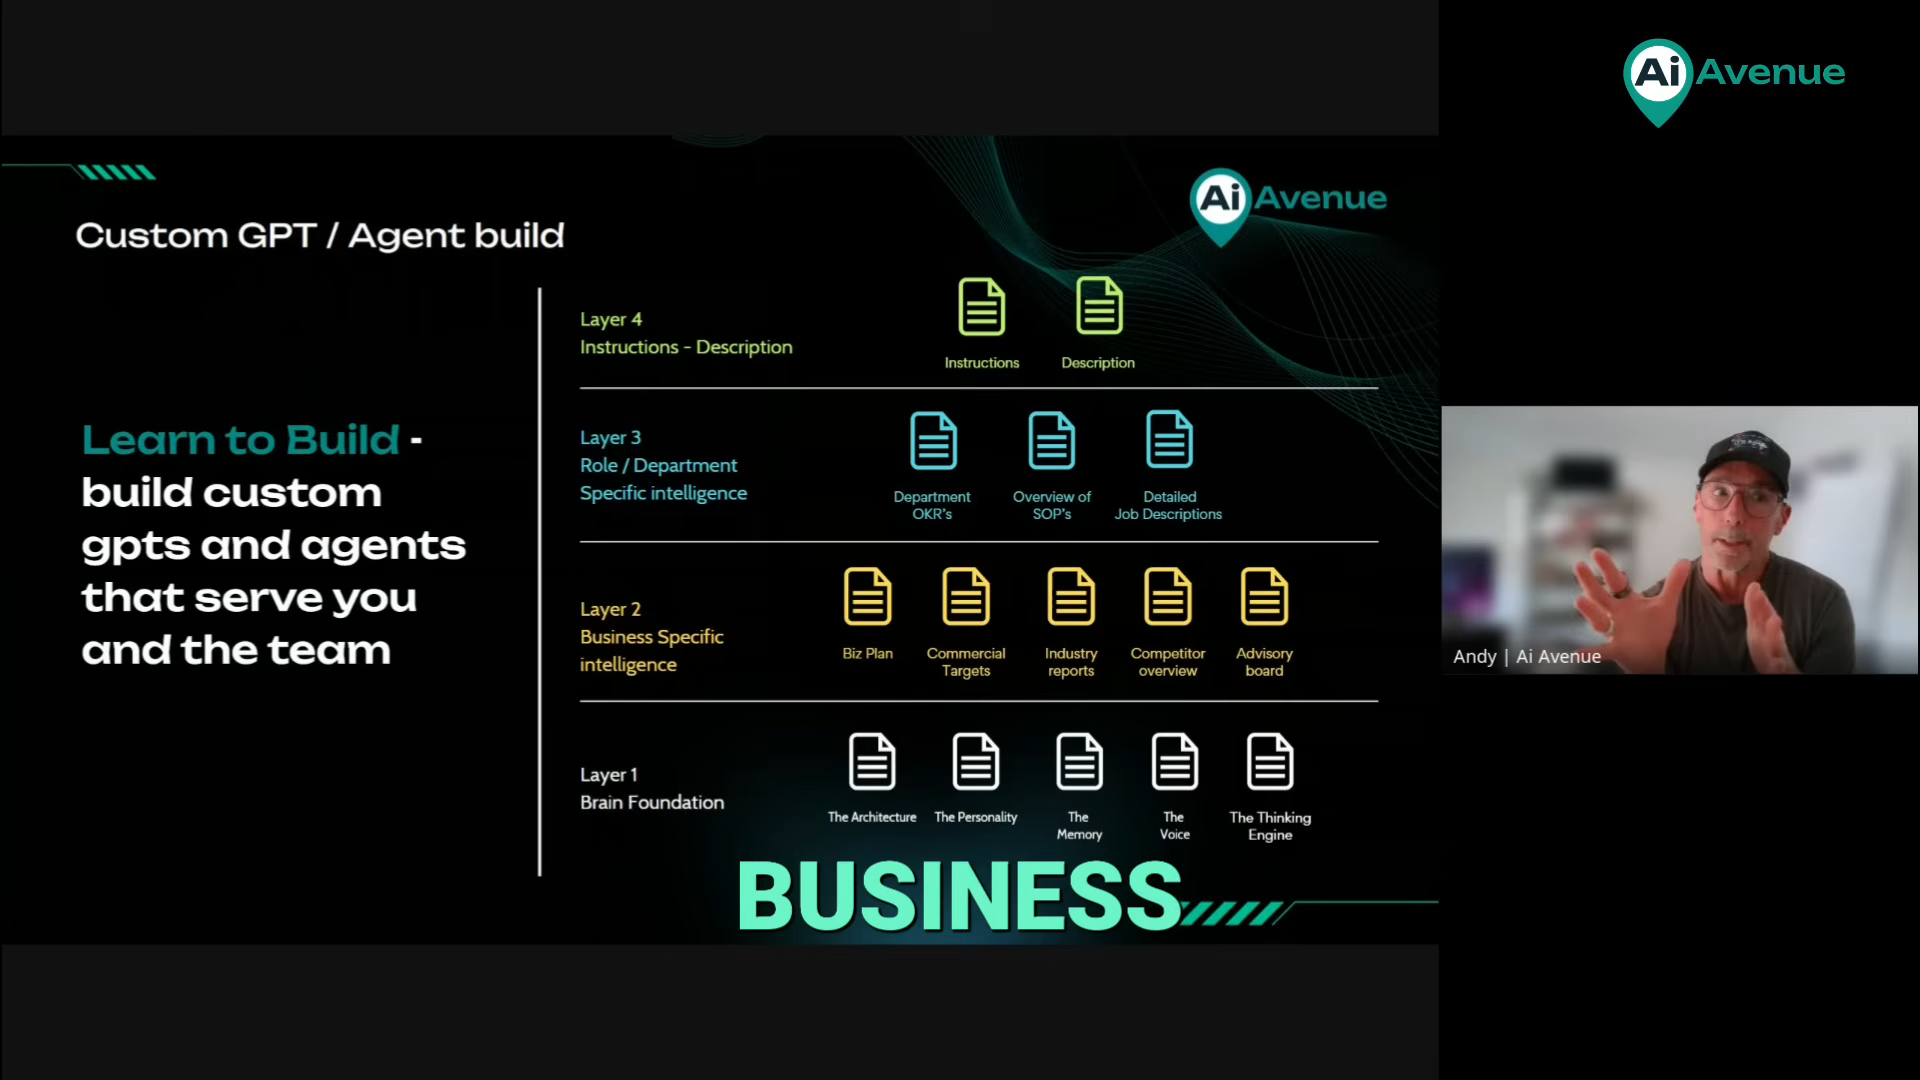 Ai Avenue
Ai Avenue
Custom GPT / Agent build
Learn to Build -
build custom
gpts and agents
that serve you
and the team
Layer 4
Instructions - Description
Instructions
Description
Layer 3
Role / Department
Specific intelligence
Department
OKR's
Overview of
SOP's
Detailed
Job Descriptions
Layer 2
Business Specific
intelligence
Biz Plan
Commercial
Targets
Industry
reports
Competitor
overview
Advisory
board
Layer 1
Brain Foundation
The Architecture
The Personality
The
Memory
The
Voice
The Thinking
Engine
BUSINESS
Andy | Ai Avenue